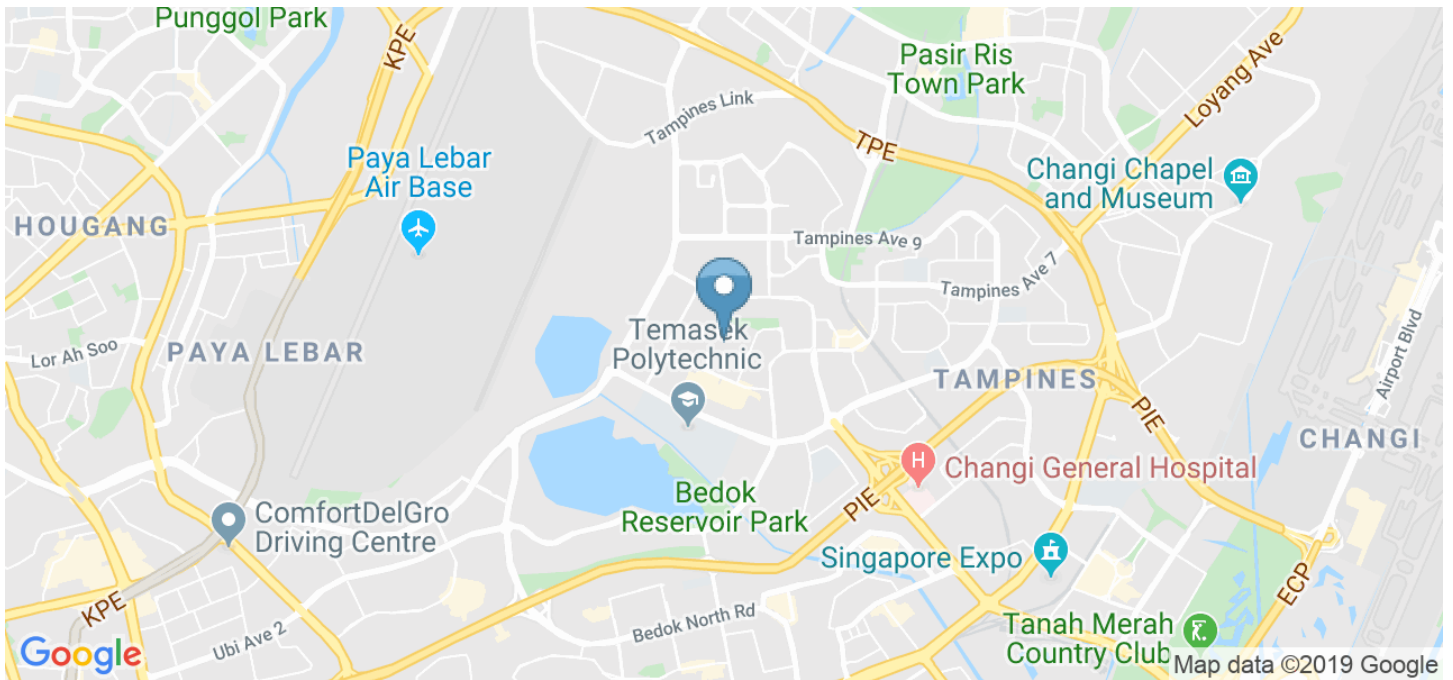 Punggol Park
KPE
Pasir Ris
Town Park
Loyang Ave
Tampines Link
TPE
Paya Lebar
Air Base
Changi Chapel
and Museum
HOUGANG
Tampines Ave 9
Tampines Ave 7
Temasek
Polytechnic
Lor Ah Soo
PAYA LEBAR
TAMPINES
Airport Blvd
PIE
CHANGI
H
Changi General Hospital
Bedok
Reservoir Park
PIE
ComfortDelGro
Driving Centre
Singapore Expo
ECP
KPE
Ubi Ave 2
Bedok North Rd
Tanah Merah
Country Club
Google
Map data ©2019 Google